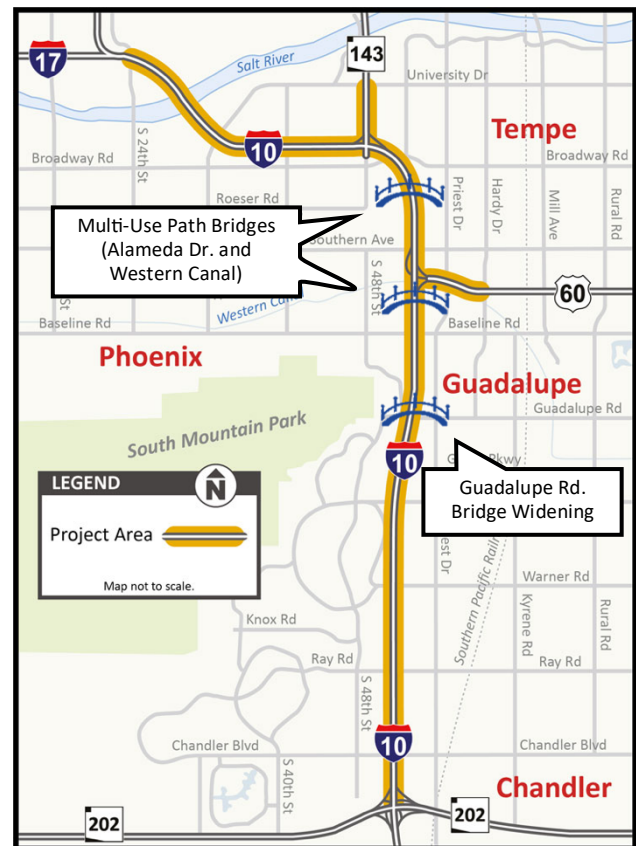 17
Salt River
143
University Dr
Tempe
S 24th St
10
Broadway Rd
Broadway Rd
Roeser Rd
Priest Dr
Hardy Dr
Mill Ave
Rural Rd
Multi-Use Path Bridges
(Alameda Dr. and
Western Canal)
Southern Ave
S 48th St
Western Canal
60
Baseline Rd
Baseline Rd
Phoenix
Guadalupe
Guadalupe Rd
South Mountain Park
10
Pkwy
Guadalupe Rd.
Bridge Widening
LEGEND
N
Project Area
Map not to scale.
Southern Pacific Railr
Warner Rd
Kyrene Rd
Rural Rd
Knox Rd
Ray Rd
Ray Rd
S 48th St
10
Chandler Blvd
Chandler Blvd
S 40th St
Chandler
202
202